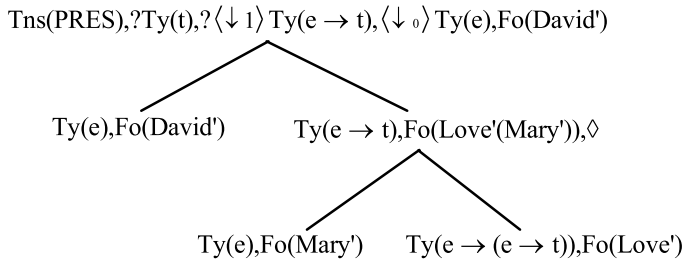 Tns(PRES),?Ty(t),?⟨↓1⟩Ty(e → t),⟨↓₀⟩Ty(e),Fo(David')
Ty(e),Fo(David') Ty(e → t),Fo(Love'(Mary')),◊
Ty(e),Fo(Mary') Ty(e → (e → t)),Fo(Love')